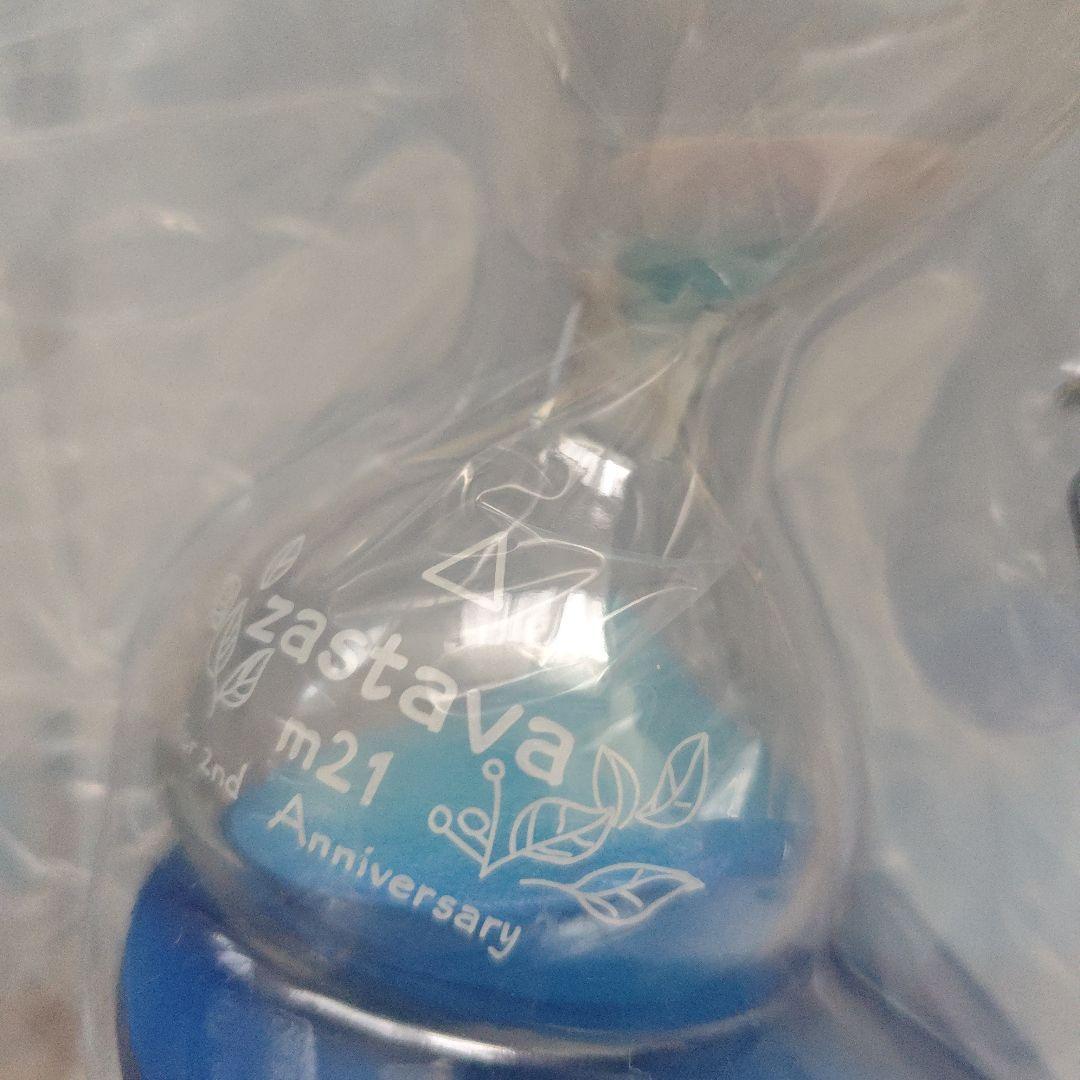 zastava
m21
2nd
Anniversary